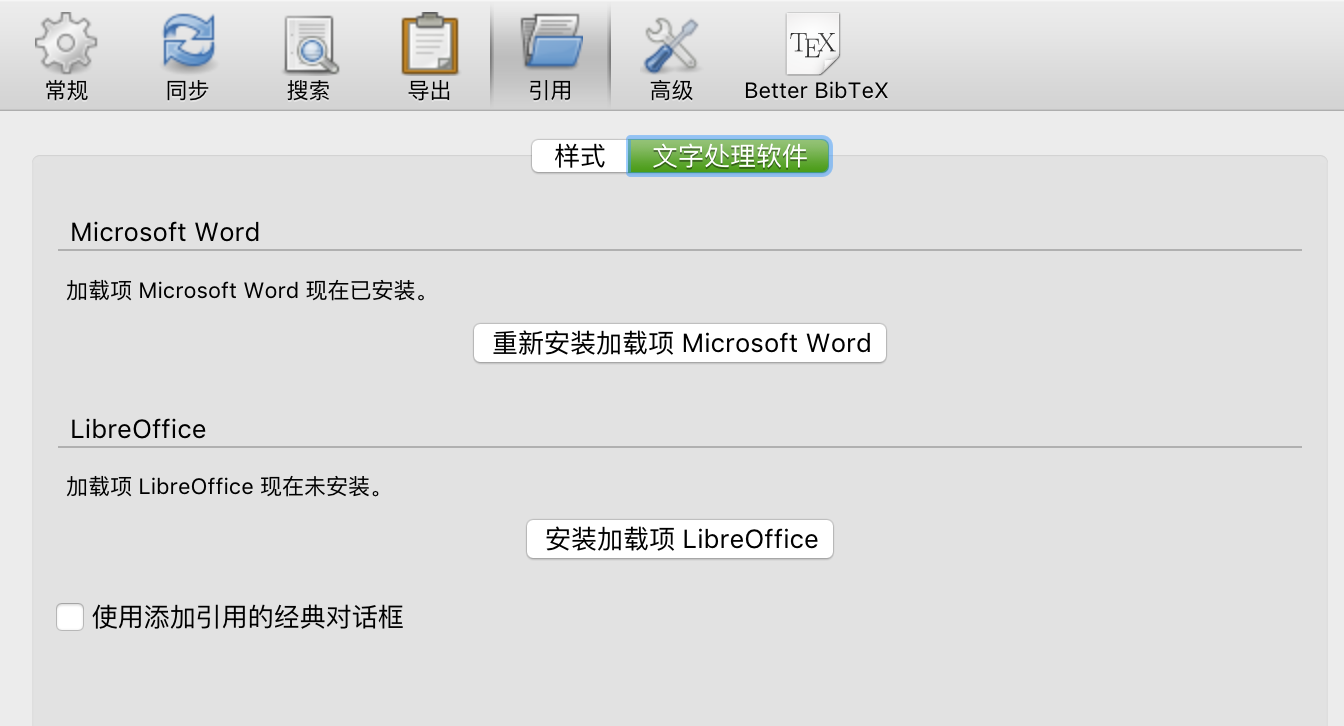 常规 同步 搜索 导出 引用 高级 Better BibTeX
样式 文字处理软件
Microsoft Word
加载项 Microsoft Word 现在已安装。
重新安装加载项 Microsoft Word
LibreOffice
加载项 LibreOffice 现在未安装。
安装加载项 LibreOffice
使用添加引用的经典对话框